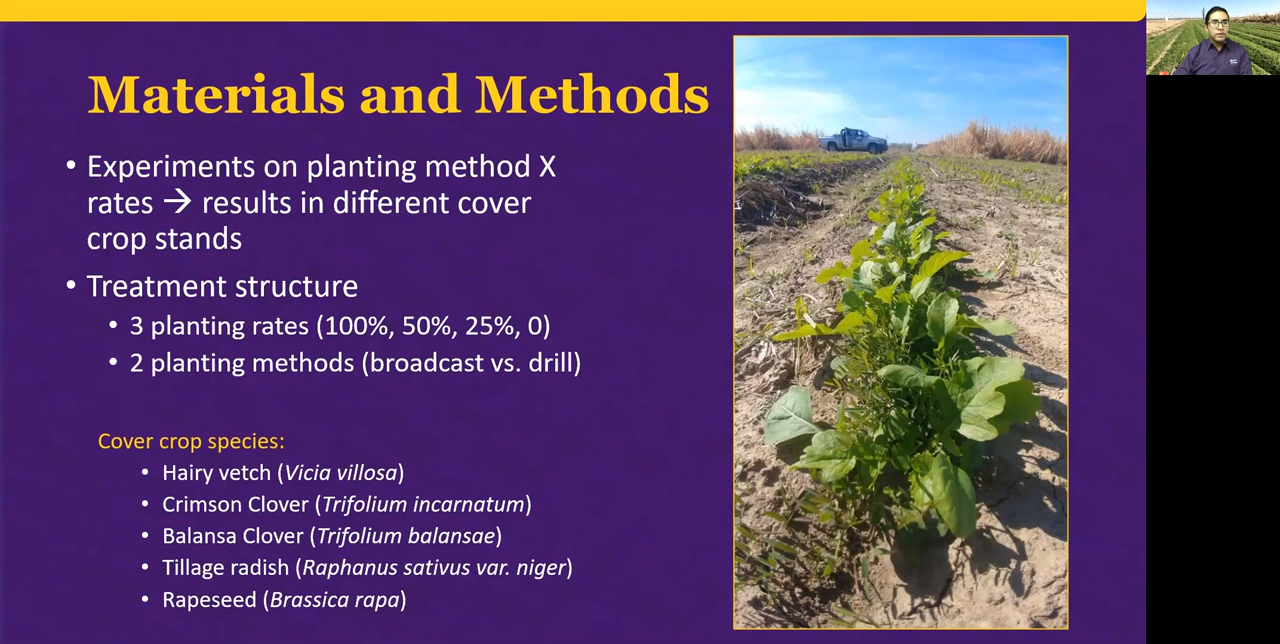 Materials and Methods
• Experiments on planting method X
rates → results in different cover
crop stands
• Treatment structure
• 3 planting rates (100%, 50%, 25%, 0)
• 2 planting methods (broadcast vs. drill)
Cover crop species:
• Hairy vetch (Vicia villosa)
• Crimson Clover (Trifolium incarnatum)
• Balansa Clover (Trifolium balansae)
• Tillage radish (Raphanus sativus var. niger)
• Rapeseed (Brassica rapa)